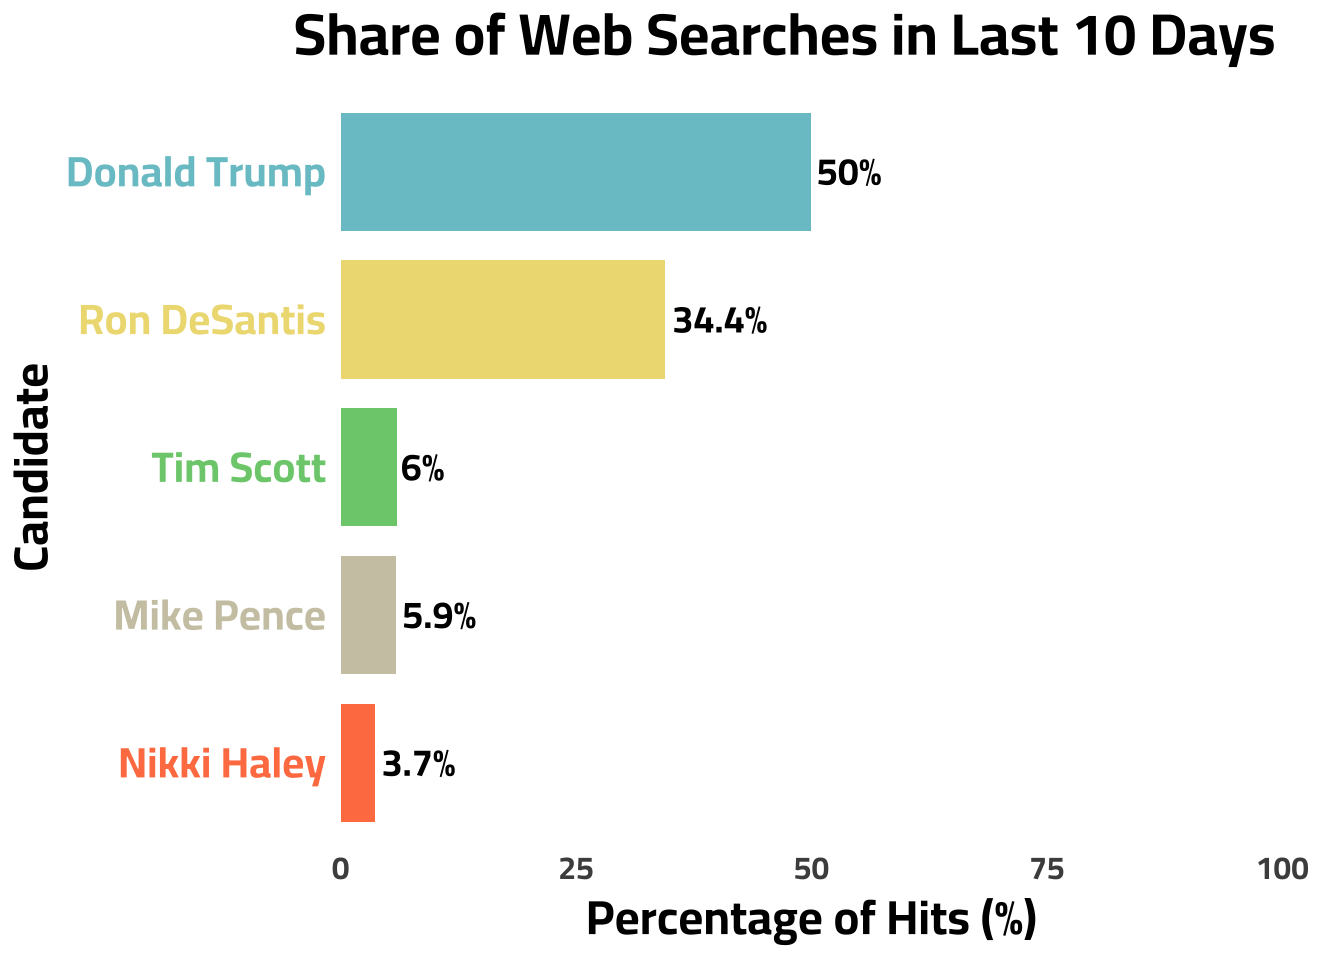 Share of Web Searches in Last 10 Days
Candidate
Donald Trump 50%
Ron DeSantis 34.4%
Tim Scott 6%
Mike Pence 5.9%
Nikki Haley 3.7%
0 25 50 75 100
Percentage of Hits (%)